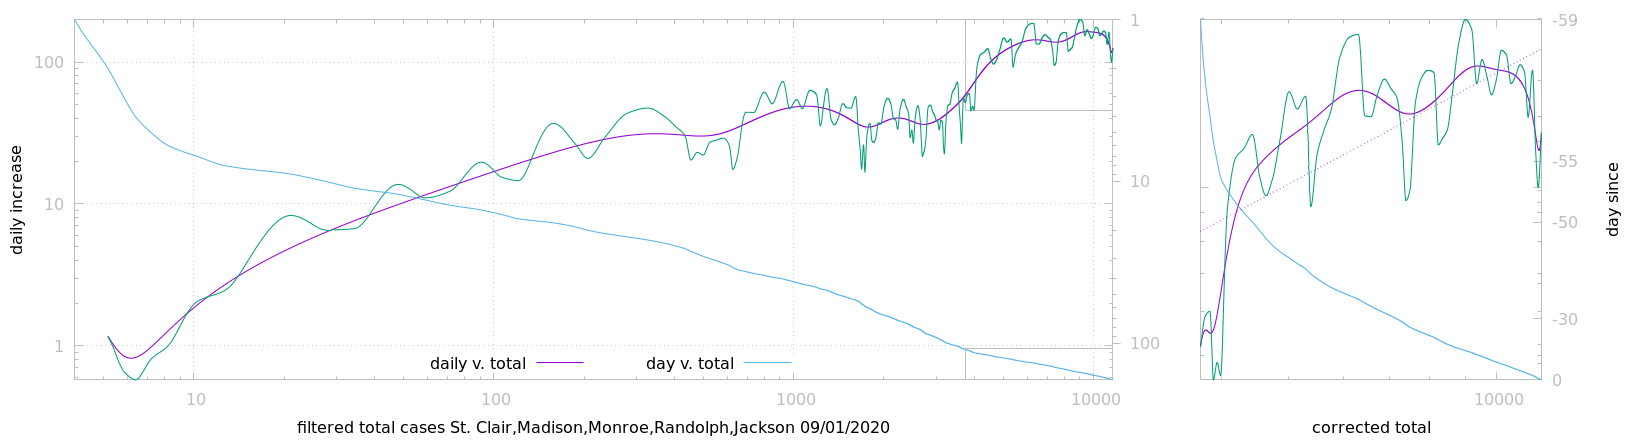 100
10
1
daily increase
10
100
1000
10000
1
10
100
daily v. total
day v. total
filtered total cases St. Clair,Madison,Monroe,Randolph,Jackson 09/01/2020
-59
-55
-50
-30
0
day since
10000
corrected total